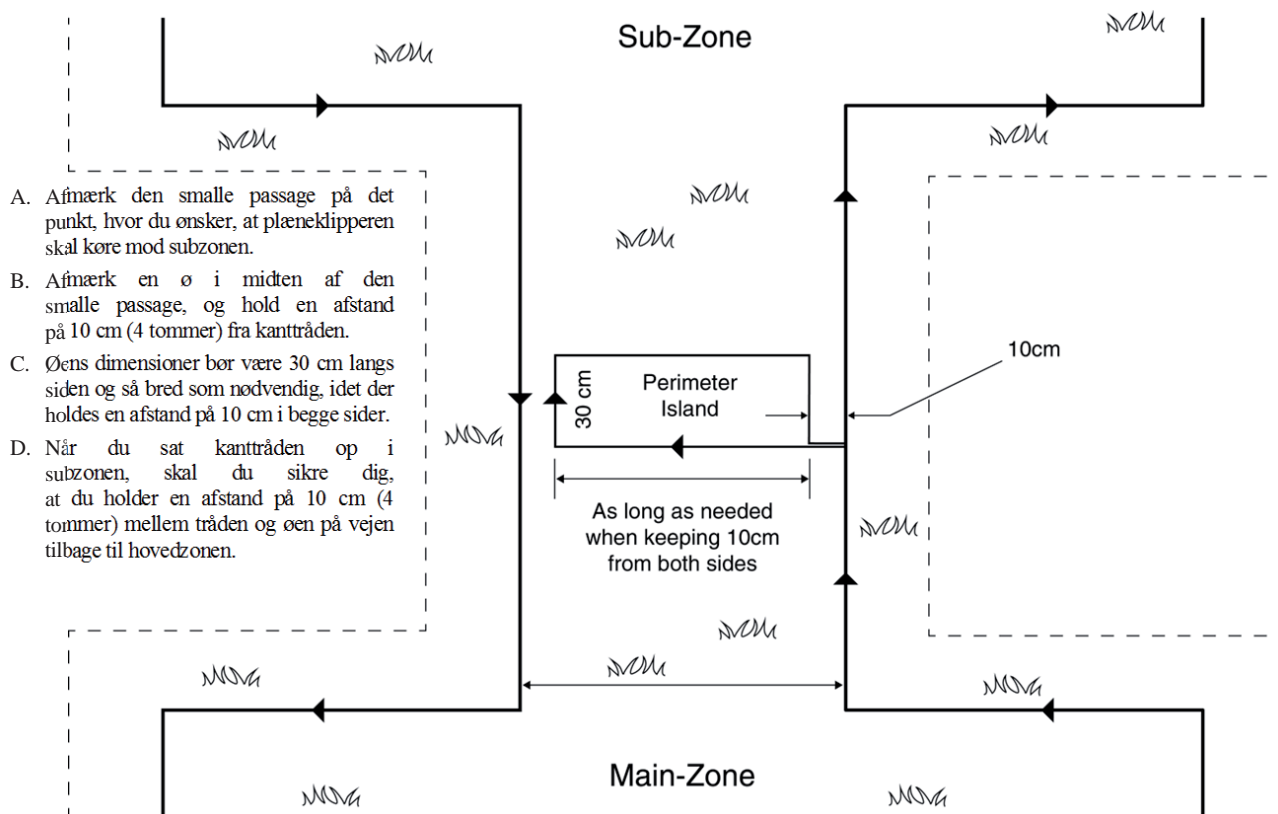 Sub-Zone
A. Afmærk den smalle passage på det
punkt, hvor du ønsker, at plæneklipperen
skal køre mod subzonen.
B. Afmærk en ø i midten af den
smalle passage, og hold en afstand
på 10 cm (4 tommer) fra kanttråden.
C. Øens dimensioner bør være 30 cm langs
siden og så bred som nødvendig, idet der
holdes en afstand på 10 cm i begge sider.
D. Når du sat kanttråden op i
subzonen, skal du sikre dig,
at du holder en afstand på 10 cm (4
tommer) mellem tråden og øen på vejen
tilbage til hovedzonen.
30 cm
Perimeter
Island
10cm
As long as needed
when keeping 10cm
from both sides
Main-Zone